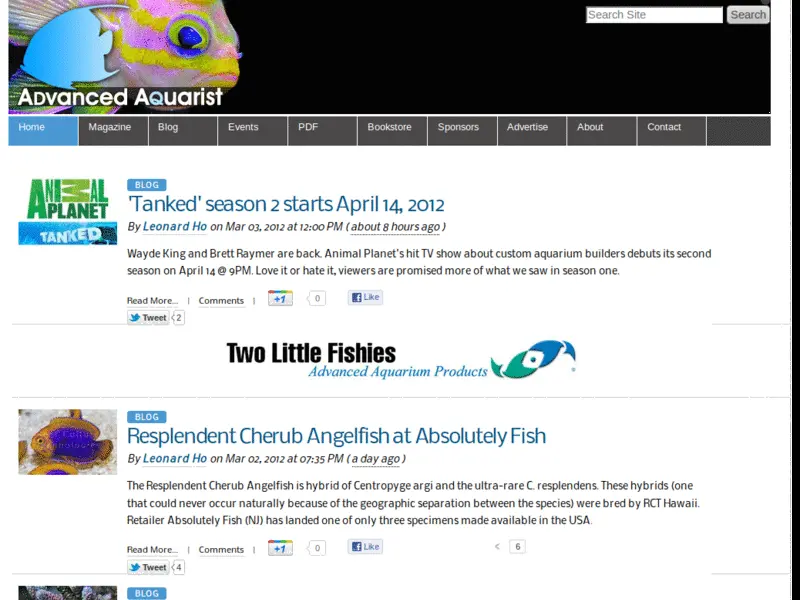 Search Site
Search
Advanced Aquarist
Home
Magazine
Blog
Events
PDF
Bookstore
Sponsors
Advertise
About
Contact
ANIMAL
PLANET
TANKED
BLOG
'Tanked' season 2 starts April 14, 2012
By Leonard Ho on Mar 03, 2012 at 12:00 PM ( about 8 hours ago )
Wayde King and Brett Raymer are back. Animal Planet's hit TV show about custom aquarium builders debuts its second
season on April 14 @ 9PM. Love it or hate it, viewers are promised more of what we saw in season one.
Read More... | Comments | +1 0 Like
Tweet 2
Two Little Fishies
Advanced Aquarium Products
BLOG
Resplendent Cherub Angelfish at Absolutely Fish
By Leonard Ho on Mar 02, 2012 at 07:35 PM ( a day ago )
The Resplendent Cherub Angelfish is hybrid of Centropyge argi and the ultra-rare C. resplendens. These hybrids (one
that could never occur naturally because of the geographic separation between the species) were bred by RCT Hawaii.
Retailer Absolutely Fish (NJ) has landed one of only three specimens made available in the USA.
Read More... | Comments | +1 0 Like < 6
Tweet 4
BLOG